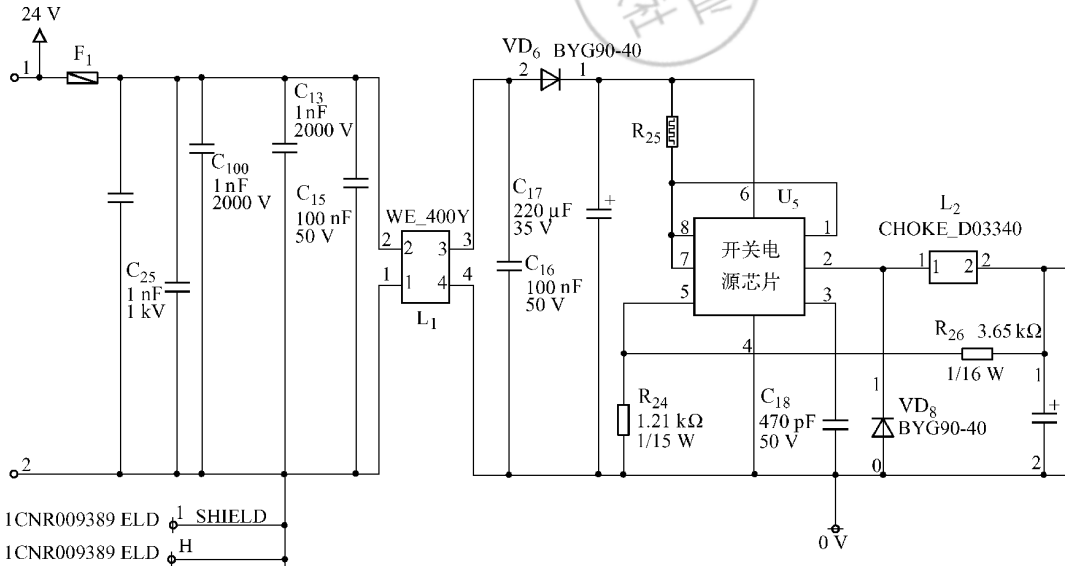 24 V
F1
1
C13
1 nF
2000 V
C100
1 nF
2000 V
C15
100 nF
50 V
C25
1 nF
1 kV
2
1CNR009389 ELD
1
SHIELD
1CNR009389 ELD
H
WE_400Y
2
2
3
3
1
1
4
4
L1
VD6
BYG90-40
2
1
C17
220 μF
35 V
+
C16
100 nF
50 V
R25
6
U5
8
1
开关电
源芯片
7
2
5
3
4
L2
CHOKE_D03340
1
1
2
2
R26
3.65 kΩ
1/16 W
R24
1.21 kΩ
1/15 W
C18
470 pF
50 V
1
VD8
BYG90-40
0
1
+
2
0 V